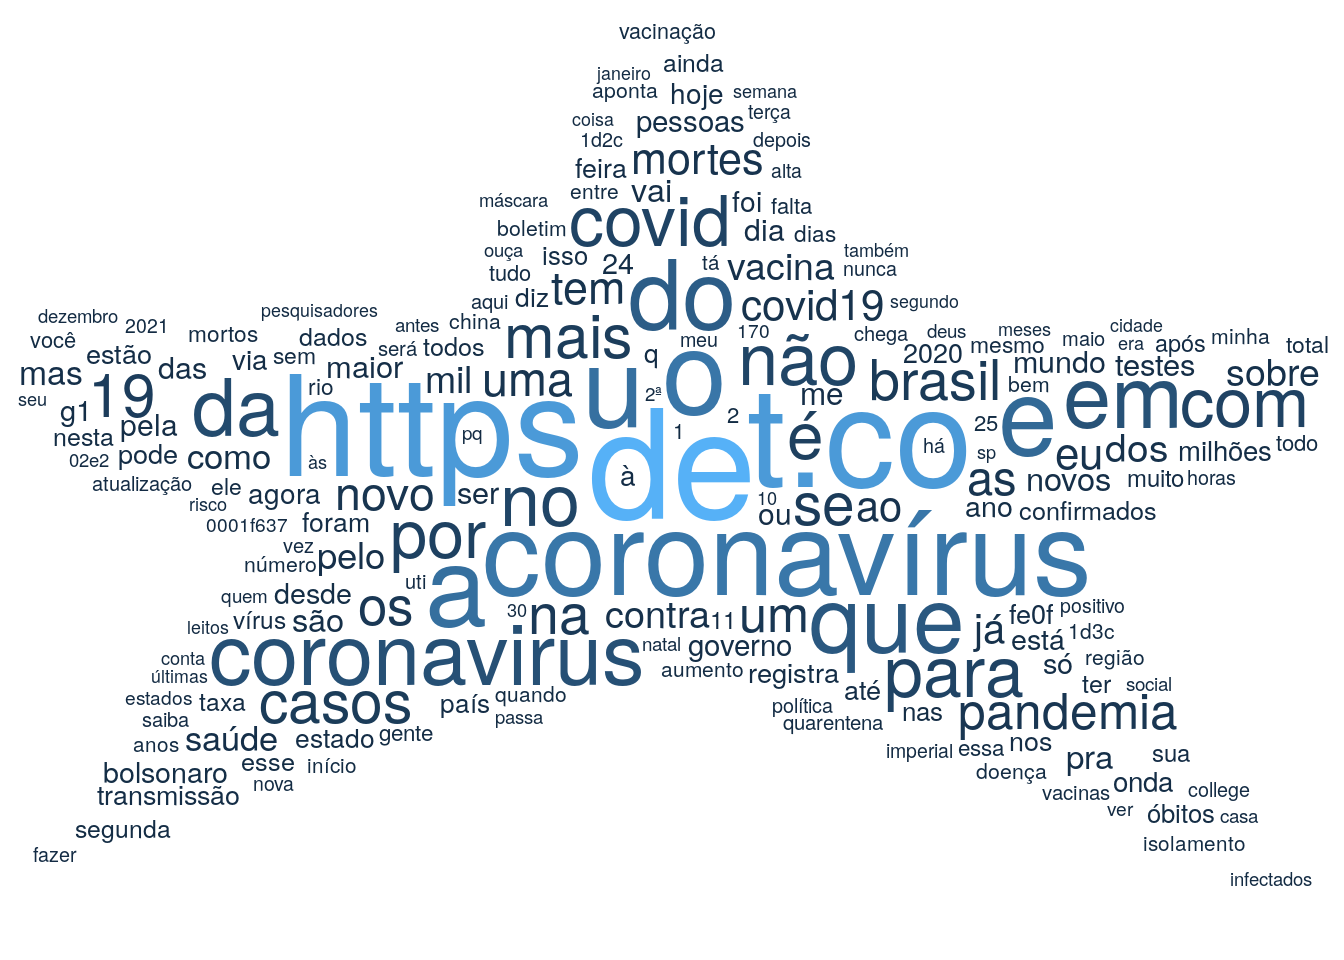 vacinação
ainda
janeiro
aponta hoje semana
coisa pessoas terça
1d2c depois
feira mortes alta
entre vai
máscara covid foi falta
boletim dia dias
ouça isso 24 tá vacina também
tudo nunca
aqui diz tem do covid19 segundo
dezembro 2021 pesquisadores antes china mais 170 chega deus meses cidade
você mortos dados será todos q meu não 2020 mesmo maio era após minha total
estão das via sem maior u o brasil mundo testes
mas 19 rio mil uma 2ª me bem em sobre
seu g1 da https de t.co e com
nesta pela pq 1 2 é há 25 eu dos todo
02e2 pode como às à sp milhões
atualização ele agora novo ser no 10 as novos muito horas
risco 0001f637 foram por ou se ao ano confirmados
vez
número pelo coronavírus
quem desde uti a
leitos vírus são os 30 na contra 11 um que já fe0f positivo
coronavirus natal governo está 1d3c
conta aumento registra para só região
últimas
estados taxa casos país quando até ter social
saiba passa política nas pandemia
anos saúde estado gente quarentena
bolsonaro esse início imperial essa nos pra sua
transmissão nova doença onda
vacinas college
segunda ver óbitos casa
fazer isolamento
infectados